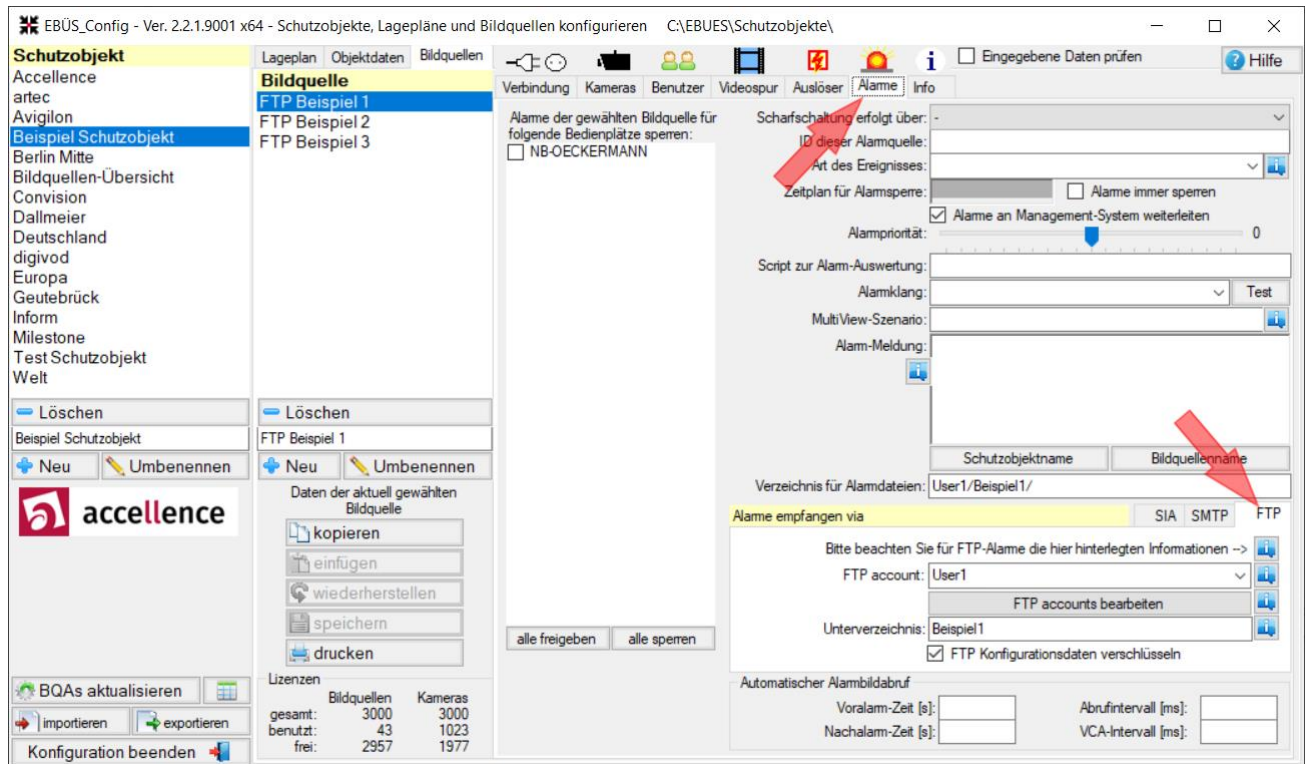 EBÜS_Config - Ver. 2.2.1.9001 x64 - Schutzobjekte, Lagepläne und Bildquellen konfigurieren C:\EBUES\Schutzobjekte\
Schutzobjekt
Accellence
artec
Avigilon
Beispiel Schutzobjekt
Berlin Mitte
Bildquellen-Übersicht
Convision
Dallmeier
Deutschland
digivod
Europa
Geutebrück
Inform
Milestone
Test Schutzobjekt
Welt
Löschen
Beispiel Schutzobjekt
Neu Umbenennen
accellence
BQAs aktualisieren
importieren exportieren
Konfiguration beenden
Lageplan Objektdaten Bildquellen
Bildquelle
FTP Beispiel 1
FTP Beispiel 2
FTP Beispiel 3
Löschen
FTP Beispiel 1
Neu Umbenennen
Daten der aktuell gewählten
Bildquelle
kopieren
einfügen
wiederherstellen
speichern
drucken
Lizenzen
Bildquellen Kameras
gesamt: 3000 3000
benutzt: 43 1023
frei: 2957 1977
Eingegebene Daten prüfen
Hilfe
Verbindung Kameras Benutzer Videospur Auslöser Alarme Info
Alarme der gewählten Bildquelle für
folgende Bedienplätze sperren:
NB-OECKERMANN
alle freigeben alle sperren
Scharfschaltung erfolgt über: -
ID dieser Alarmquelle:
Art des Ereignisses:
Zeitplan für Alarmsperre: Alarme immer sperren
Alarme an Management-System weiterleiten
Alarmpriorität: 0
Script zur Alarm-Auswertung:
Alarmklang: Test
MultiView-Szenario:
Alarm-Meldung:
Schutzobjektname Bildquellenname
Verzeichnis für Alarmdateien: User1/Beispiel1/
Alarme empfangen via SIA SMTP FTP
Bitte beachten Sie für FTP-Alarme die hier hinterlegten Informationen -->
FTP account: User1
FTP accounts bearbeiten
Unterverzeichnis: Beispiel1
FTP Konfigurationsdaten verschlüsseln
Automatischer Alarmbildabruf
Voralarm-Zeit [s]: Abrufintervall [ms]:
Nachalarm-Zeit [s]: VCA-Intervall [ms]: